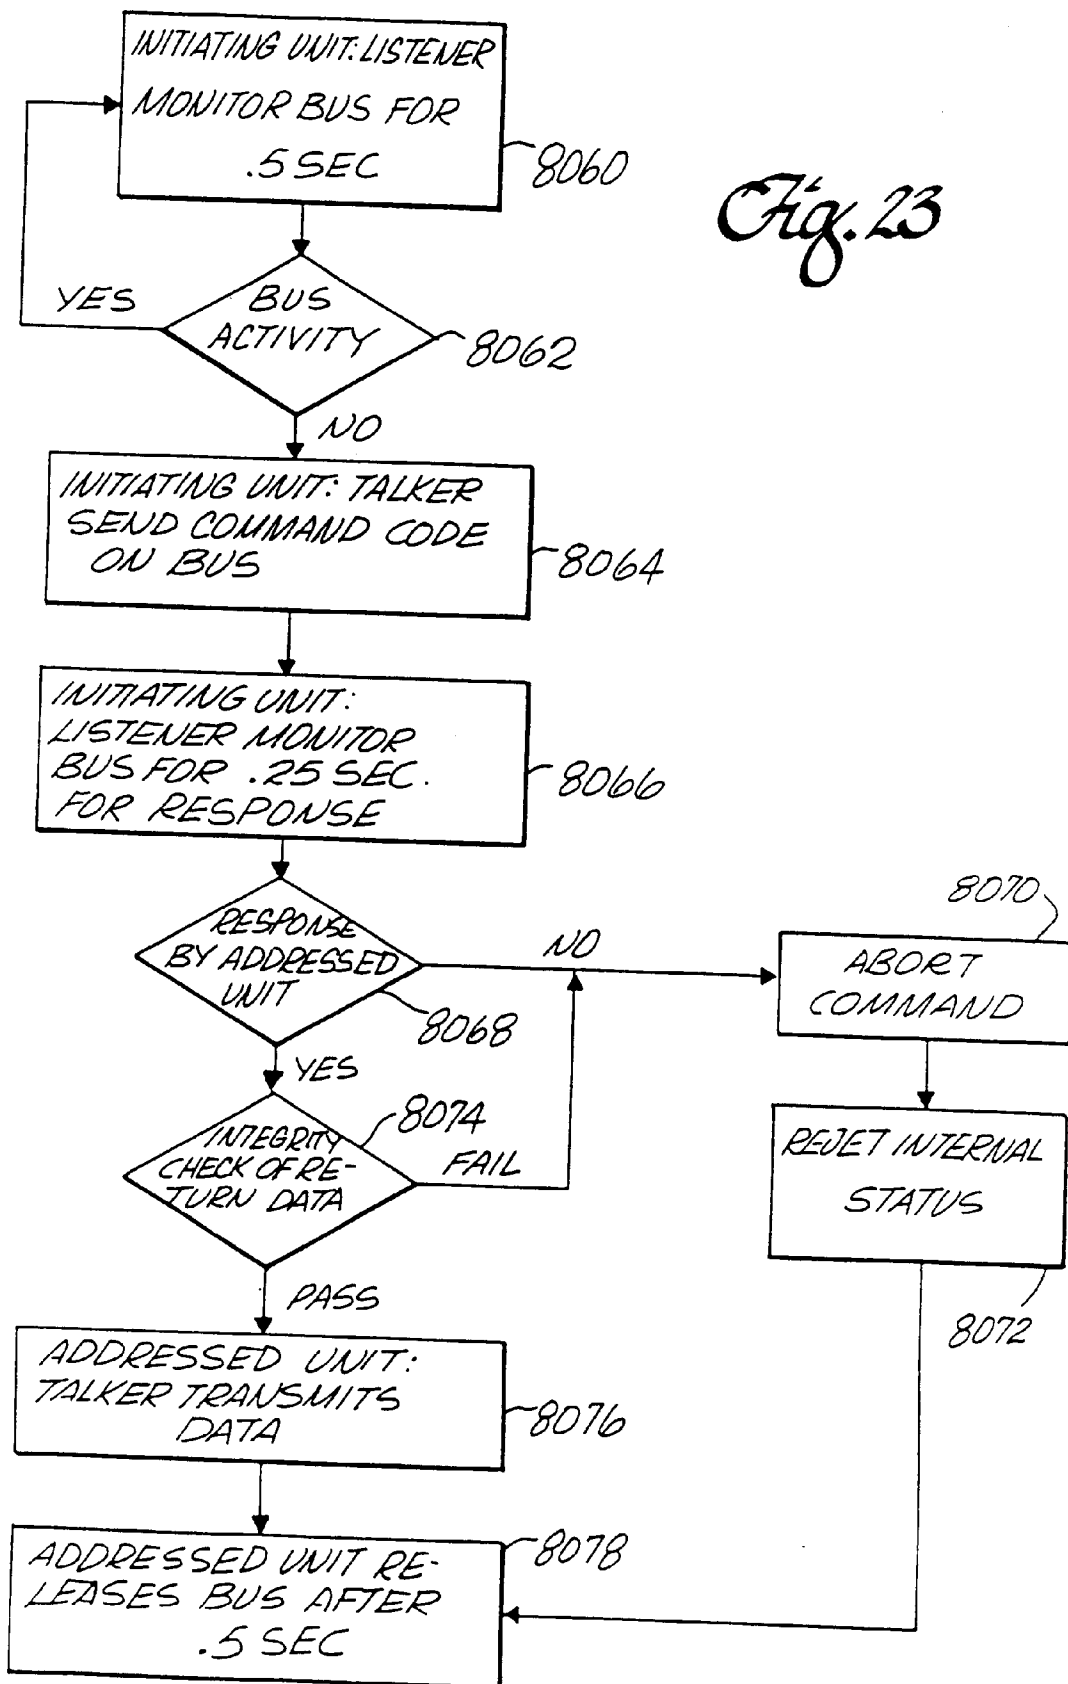 INITIATING UNIT: LISTENER
MONITOR BUS FOR
.5 SEC
8060
Fig. 23
YES
BUS
ACTIVITY
8062
NO
INITIATING UNIT: TALKER
SEND COMMAND CODE
ON BUS
8064
INITIATING UNIT:
LISTENER MONITOR
BUS FOR .25 SEC.
FOR RESPONSE
8066
RESPONSE
BY ADDRESSED
UNIT
8068
NO
8070
ABORT
COMMAND
YES
8074
INTEGRITY
CHECK OF RE-
TURN DATA
FAIL
REJET INTERNAL
STATUS
8072
PASS
ADDRESSED UNIT:
TALKER TRANSMITS
DATA
8076
ADDRESSED UNIT RE-
LEASES BUS AFTER
.5 SEC
8078